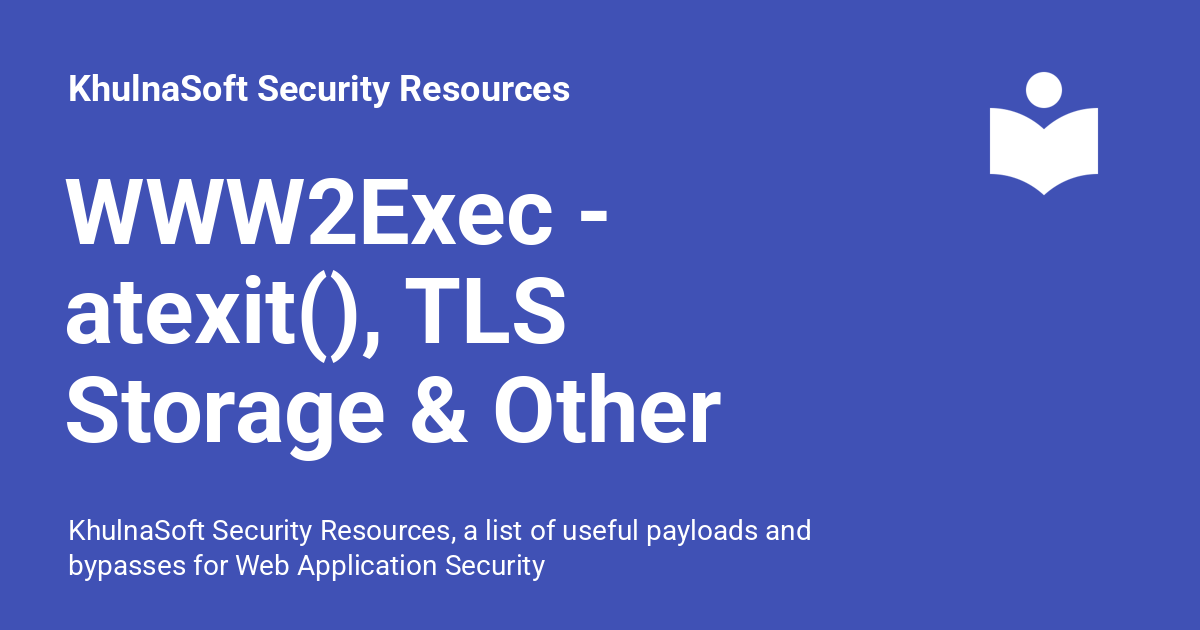 KhulnaSoft Security Resources
WWW2Exec -
atexit(), TLS
Storage & Other
KhulnaSoft Security Resources, a list of useful payloads and
bypasses for Web Application Security